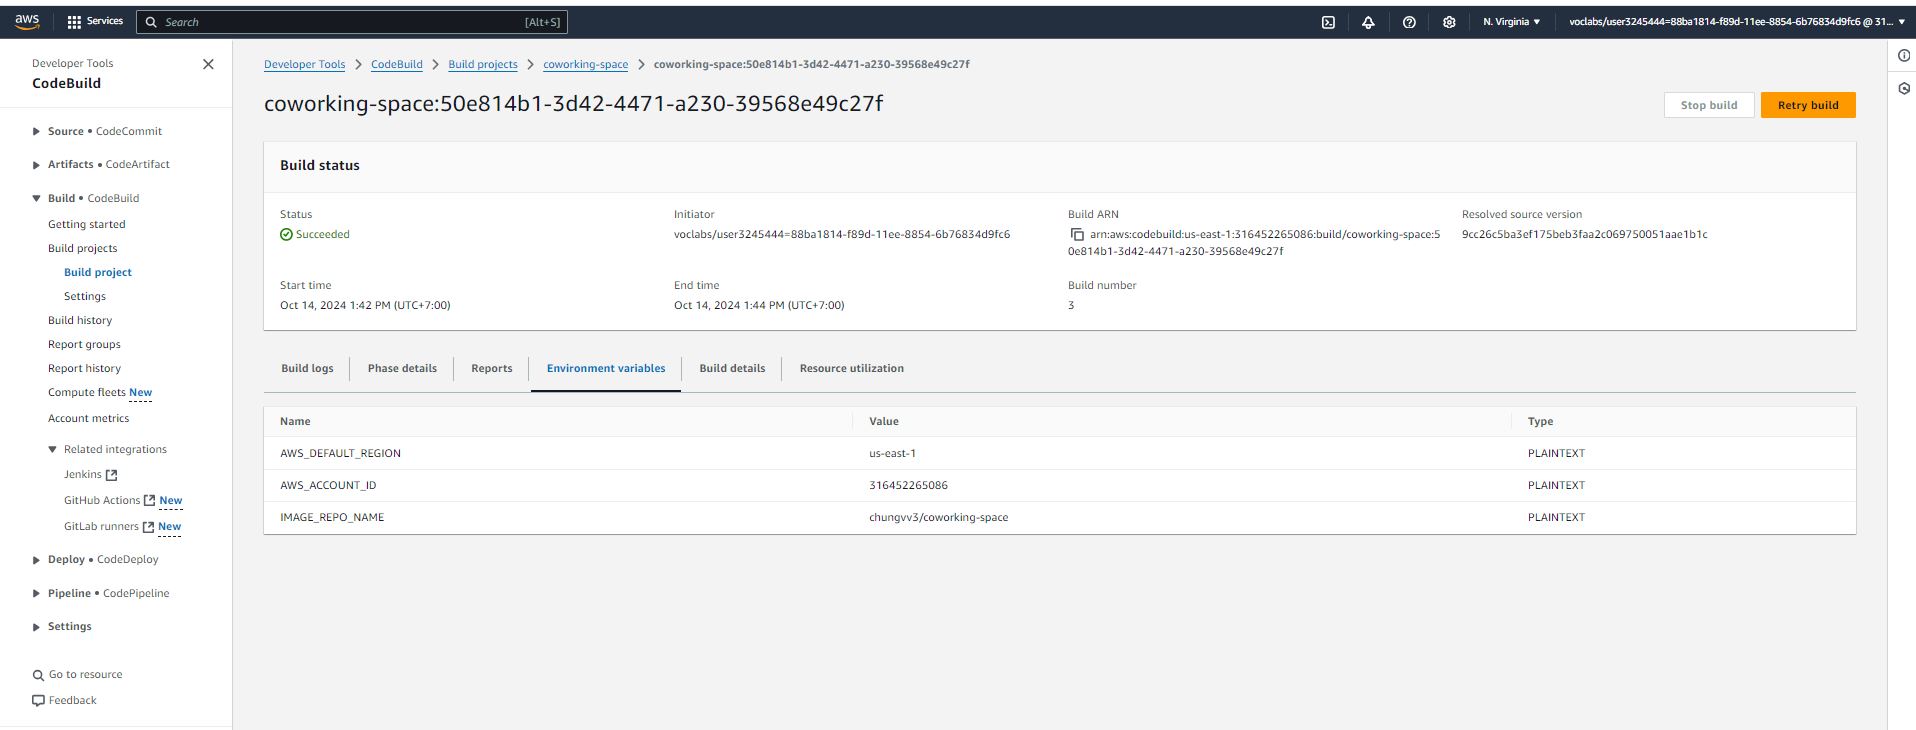 aws
Services
Search
[Alt+S]
N. Virginia
voclabs/user3245444=88ba1814-f89d-11ee-8854-6b76834d9fc6 @ 31...
Developer Tools
CodeBuild
Source • CodeCommit
Artifacts • CodeArtifact
Build • CodeBuild
Getting started
Build projects
Build project
Settings
Build history
Report groups
Report history
Compute fleets New
Account metrics
Related integrations
Jenkins
GitHub Actions New
GitLab runners New
Deploy • CodeDeploy
Pipeline • CodePipeline
Settings
Go to resource
Feedback
Developer Tools > CodeBuild > Build projects > coworking-space > coworking-space:50e814b1-3d42-4471-a230-39568e49c27f
coworking-space:50e814b1-3d42-4471-a230-39568e49c27f
Stop build
Retry build
Build status
Status
Succeeded
Initiator
voclabs/user3245444=88ba1814-f89d-11ee-8854-6b76834d9fc6
Build ARN
arn:aws:codebuild:us-east-1:316452265086:build/coworking-space:5
0e814b1-3d42-4471-a230-39568e49c27f
Resolved source version
9cc26c5ba3ef175beb3faa2c069750051aae1b1c
Start time
Oct 14, 2024 1:42 PM (UTC+7:00)
End time
Oct 14, 2024 1:44 PM (UTC+7:00)
Build number
3
Build logs
Phase details
Reports
Environment variables
Build details
Resource utilization
Name Value Type
AWS_DEFAULT_REGION us-east-1 PLAINTEXT
AWS_ACCOUNT_ID 316452265086 PLAINTEXT
IMAGE_REPO_NAME chungvv3/coworking-space PLAINTEXT